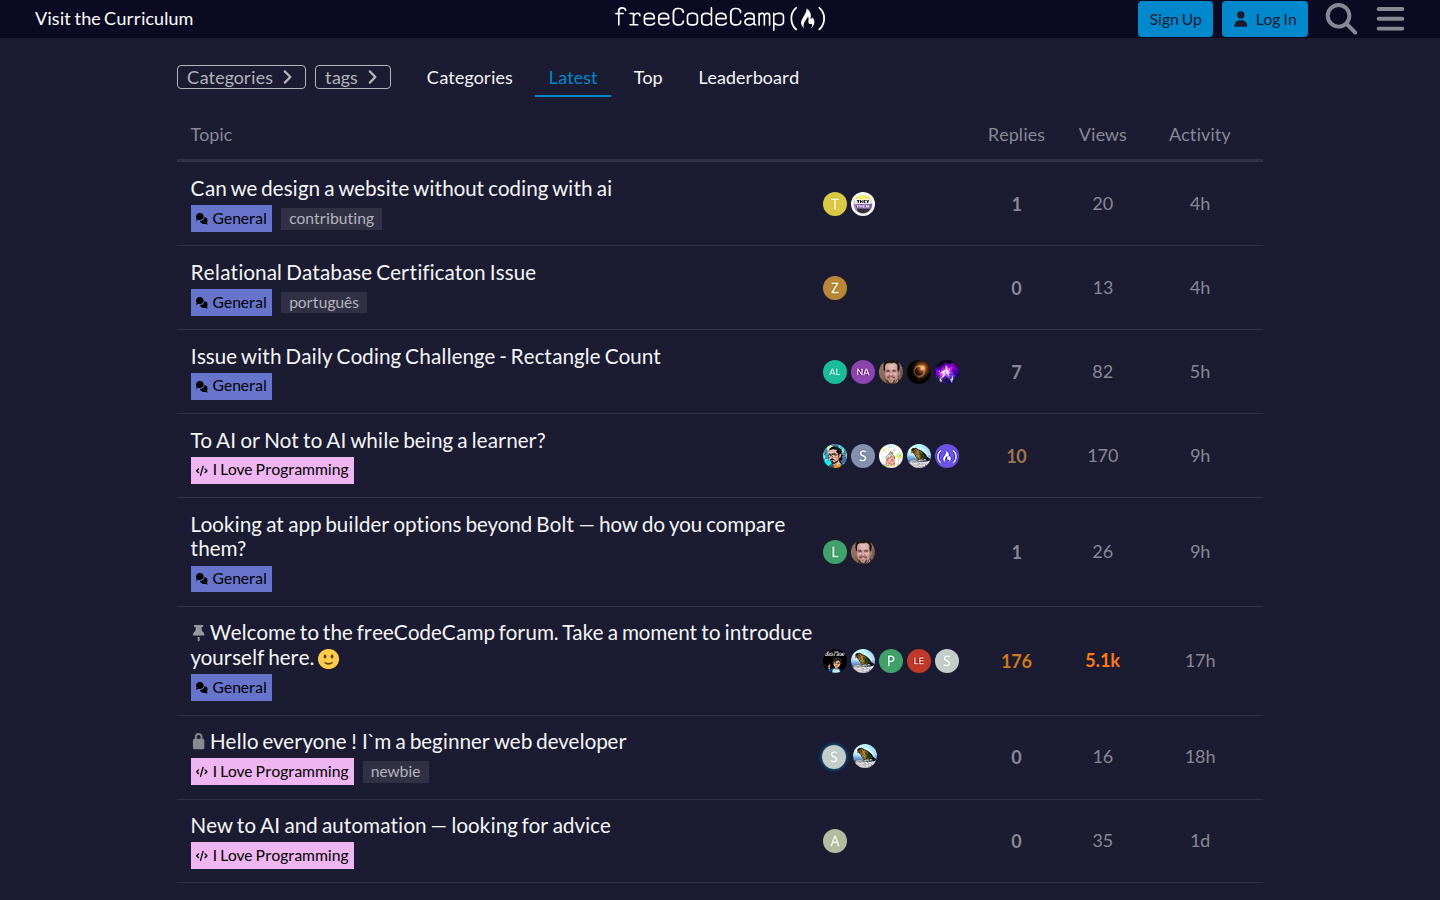 Visit the Curriculum
freeCodeCamp(🔥)
Sign Up
Log In
Categories
tags
Categories
Latest
Top
Leaderboard
Topic
Replies
Views
Activity
Can we design a website without coding with ai
General
contributing
T
THEY
THEM
1
20
4h
Relational Database Certificaton Issue
General
português
Z
0
13
4h
Issue with Daily Coding Challenge - Rectangle Count
General
AL
NA
7
82
5h
To AI or Not to AI while being a learner?
I Love Programming
S
10
170
9h
Looking at app builder options beyond Bolt — how do you compare
them?
General
L
1
26
9h
Welcome to the freeCodeCamp forum. Take a moment to introduce
yourself here. 🙂
General
P
LE
S
176
5.1k
17h
Hello everyone ! I`m a beginner web developer
I Love Programming
newbie
S
0
16
18h
New to AI and automation — looking for advice
I Love Programming
A
0
35
1d